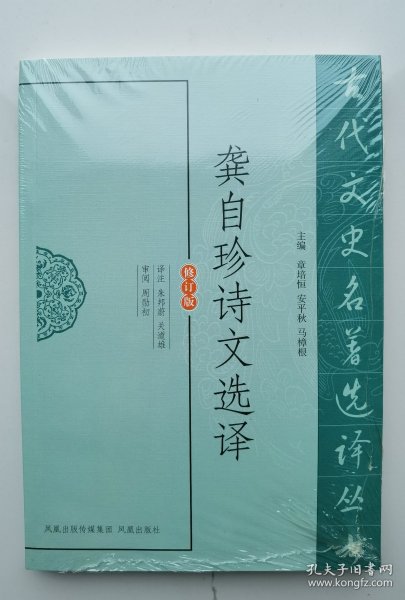 古代文史名著选译丛书
主编 章培恒 安平秋 马樟根
龚自珍诗文选译
修订版
译注 朱邦蔚 关道雄
审阅 周勋初
凤凰出版传媒集团 凤凰出版社
孔夫子旧书网
www.kongfz.com